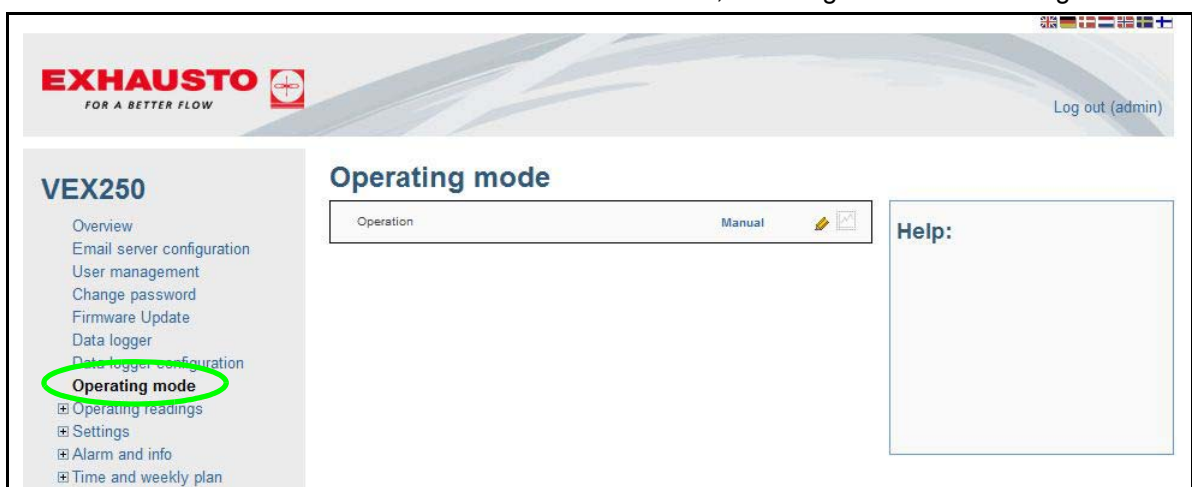 EXHAUSTO
FOR A BETTER FLOW
Log out (admin)
VEX250
Overview
Email server configuration
User management
Change password
Firmware Update
Data logger
Data logger configuration
Operating mode
Operating readings
Settings
Alarm and info
Time and weekly plan
Operating mode
Operation Manual
Help: